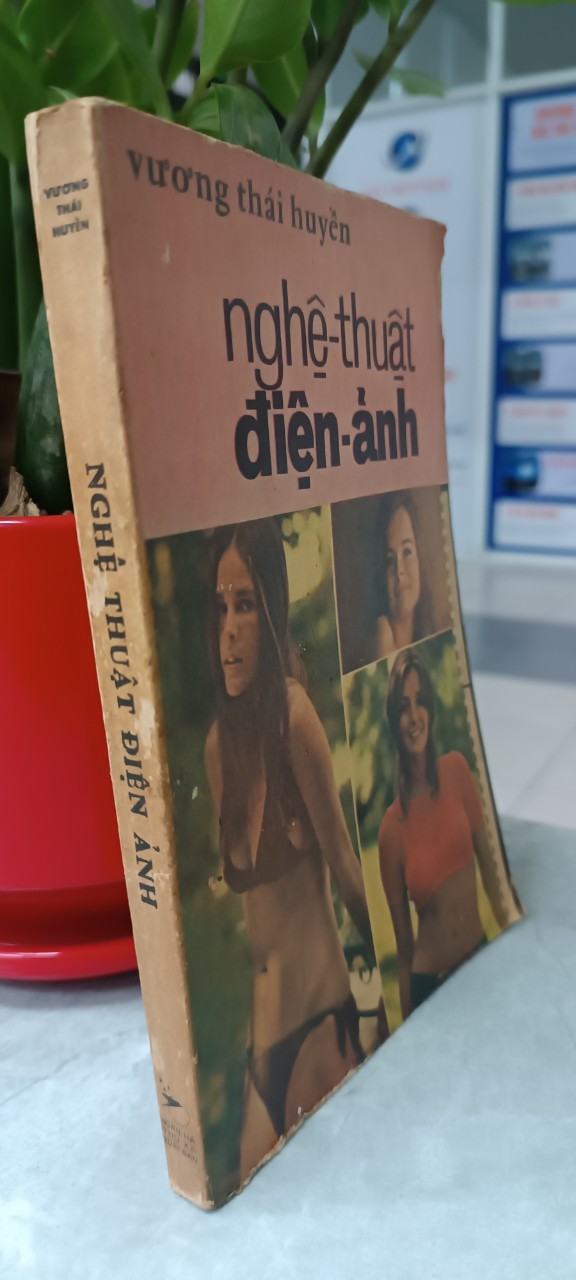 VƯƠNG
THÁI
HUYỀN
NGHỆ THUẬT ĐIỆN ẢNH
vương thái huyền
nghệ-thuật
điện-ảnh